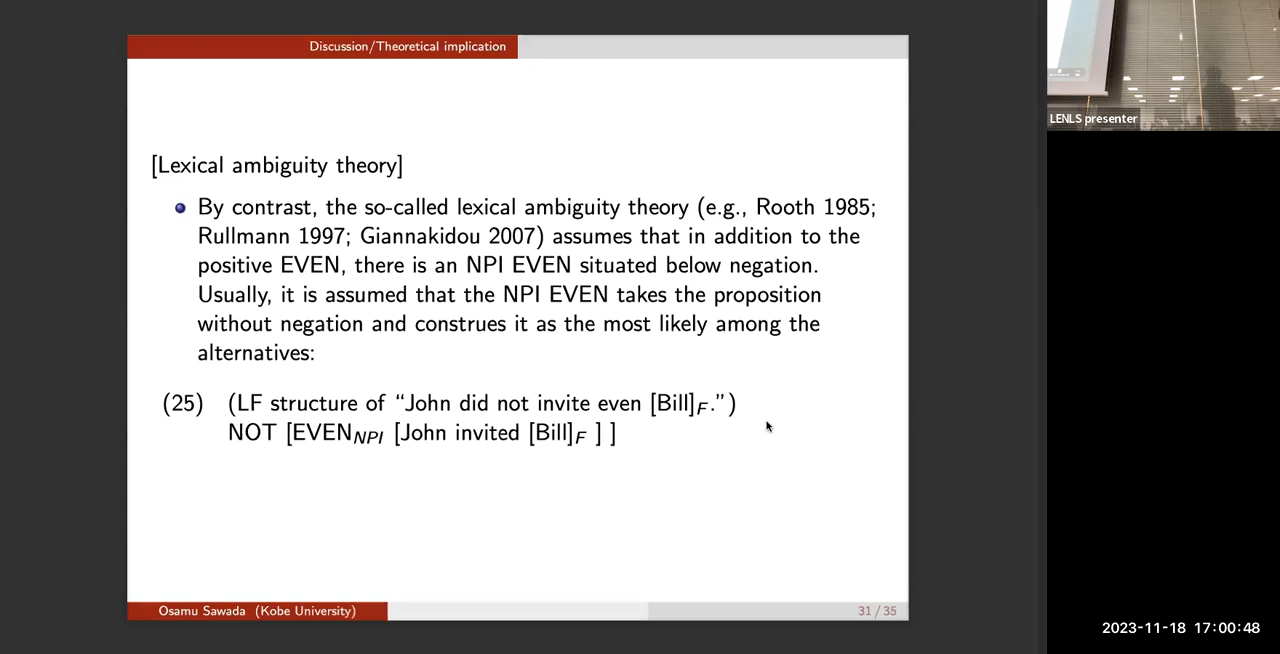 Discussion/Theoretical implication
[Lexical ambiguity theory]
By contrast, the so-called lexical ambiguity theory (e.g., Rooth 1985;
Rullmann 1997; Giannakidou 2007) assumes that in addition to the
positive EVEN, there is an NPI EVEN situated below negation.
Usually, it is assumed that the NPI EVEN takes the proposition
without negation and construes it as the most likely among the
alternatives:
(25) (LF structure of “John did not invite even [Bill]F.”)
NOT [EVENNPI [John invited [Bill]F ] ]
Osamu Sawada (Kobe University)
31 / 35
LENLS presenter
2023-11-18 17:00:48